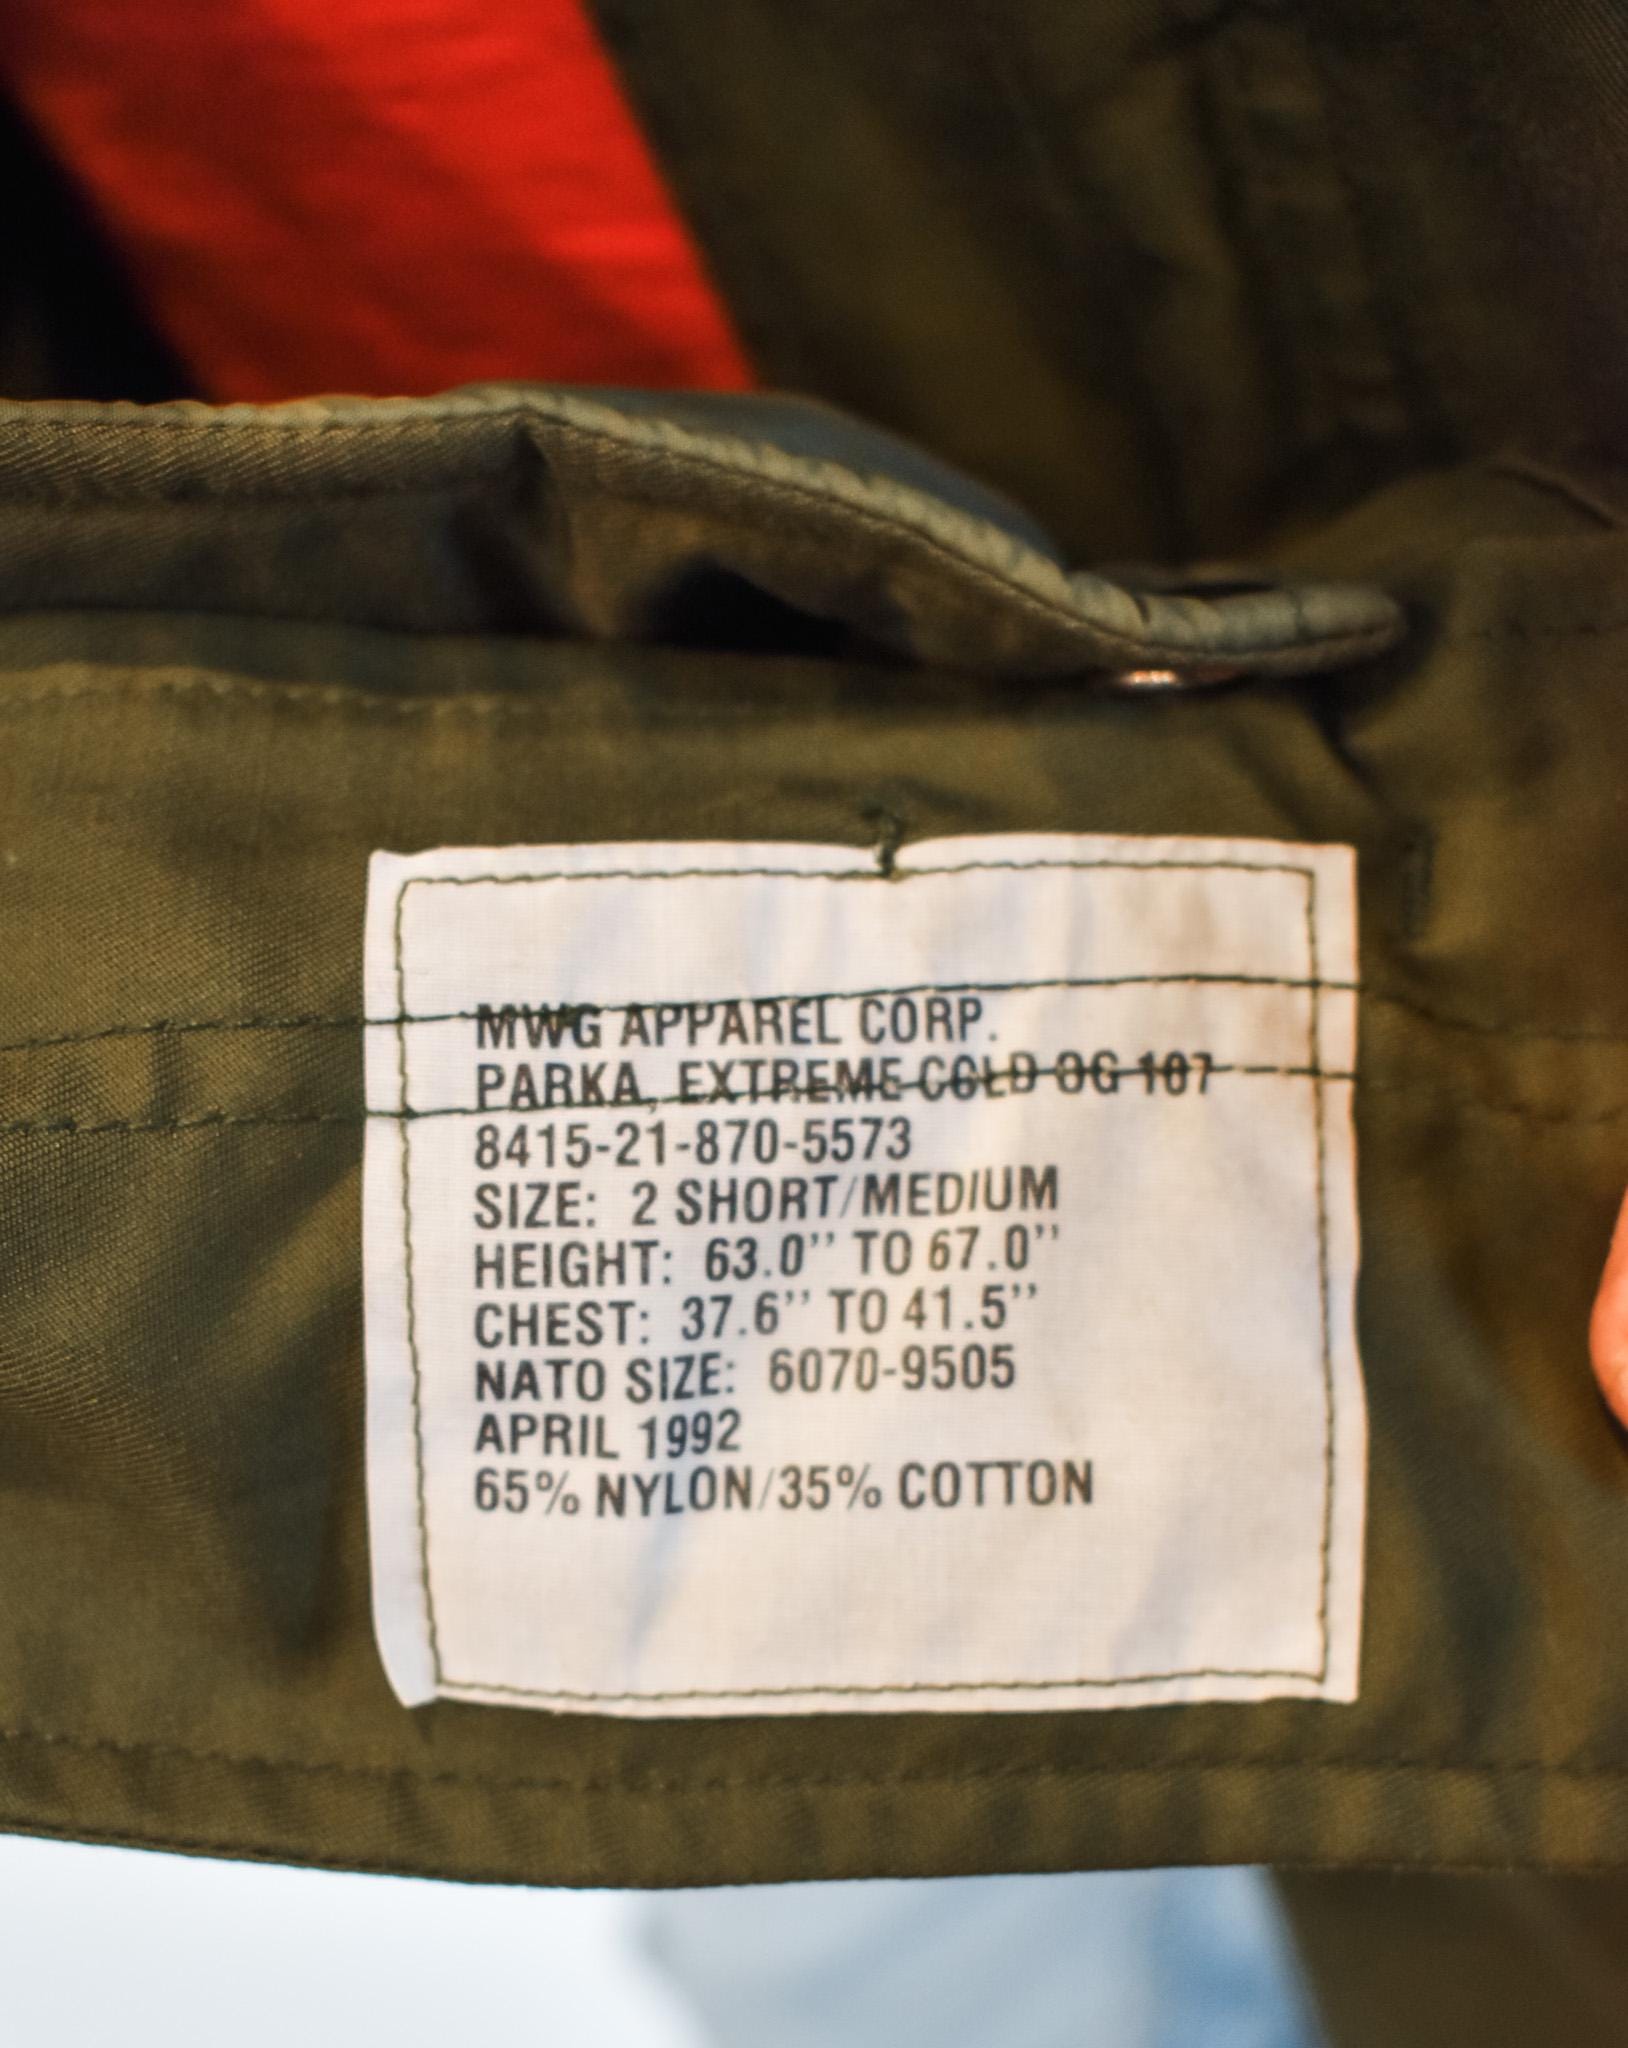 MWG APPAREL CORP.
PARKA, EXTREME COLD OG 107
8415-21-870-5573
SIZE: 2 SHORT/MEDIUM
HEIGHT: 63.0'' TO 67.0''
CHEST: 37.6'' TO 41.5''
NATO SIZE: 6070-9505
APRIL 1992
65% NYLON/35% COTTON